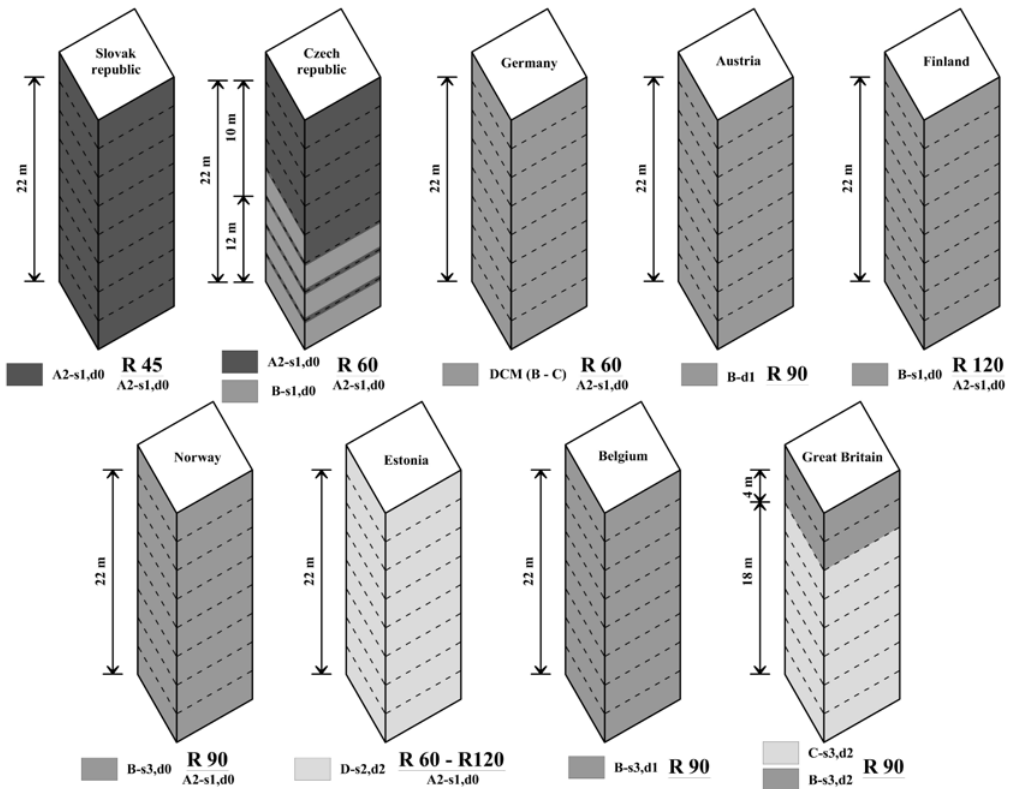 Slovak
republic
22 m
A2-s1,d0
R 45
A2-s1,d0
Czech
republic
10 m
22 m
12 m
A2-s1,d0
B-s1,d0
R 60
A2-s1,d0
Germany
22 m
DCM (B - C)
R 60
A2-s1,d0
Austria
22 m
B-d1
R 90
Finland
22 m
B-s1,d0
R 120
A2-s1,d0
Norway
22 m
B-s3,d0
R 90
A2-s1,d0
Estonia
22 m
D-s2,d2
R 60 - R120
A2-s1,d0
Belgium
22 m
B-s3,d1
R 90
Great Britain
4 m
18 m
C-s3,d2
B-s3,d2
R 90